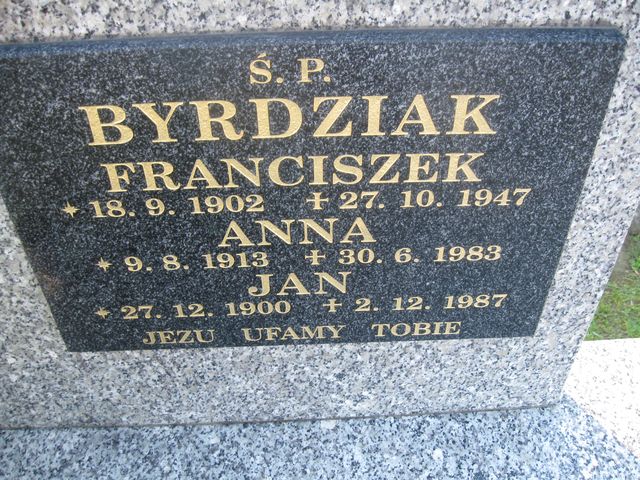 Ś. P.
BYRDZIAK
FRANCISZEK
* 18. 9. 1902 ✝ 27. 10. 1947
ANNA
* 9. 8. 1913 ✝ 30. 6. 1983
JAN
* 27. 12. 1900 ✝ 2. 12. 1987
JEZU UFAMY TOBIE